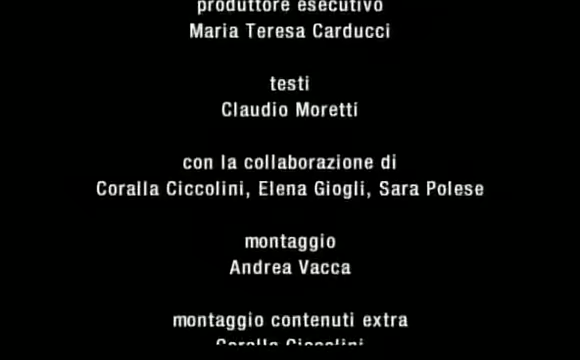 produttore esecutivo
Maria Teresa Carducci
testi
Claudio Moretti
con la collaborazione di
Coralla Ciccolini, Elena Giogli, Sara Polese
montaggio
Andrea Vacca
montaggio contenuti extra
Coralla Ciccolini